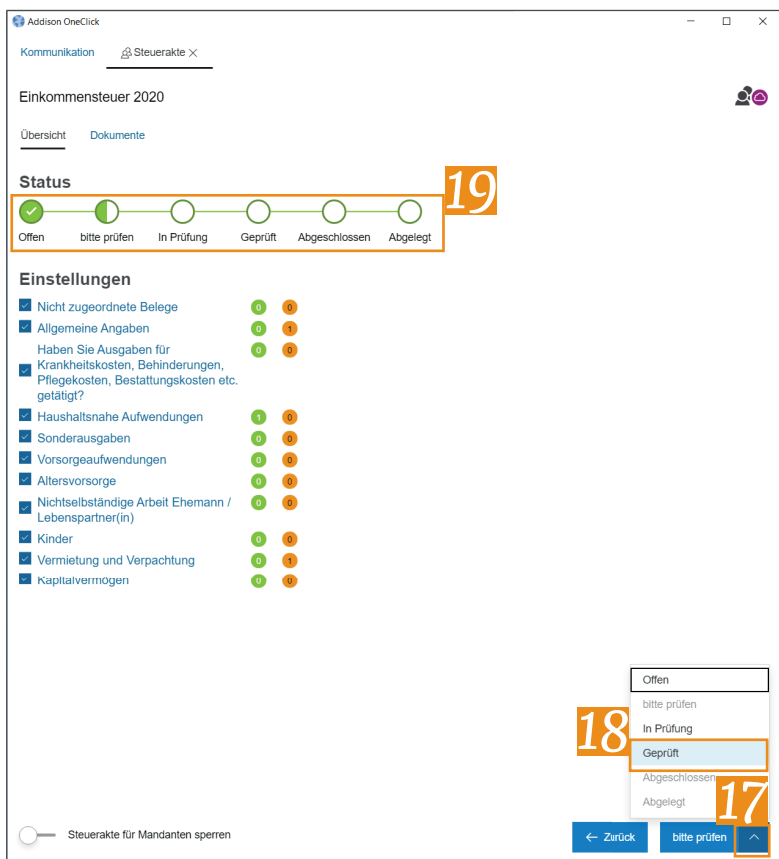 Addison OneClick
Kommunikation Steuerakte
Einkommensteuer 2020
Übersicht Dokumente
Status
19
Offen bitte prüfen In Prüfung Geprüft Abgeschlossen Abgelegt
Einstellungen
Nicht zugeordnete Belege 0 0
Allgemeine Angaben 0 1
Haben Sie Ausgaben für 0 0
Krankheitskosten, Behinderungen,
Pflegekosten, Bestattungskosten etc.
getätigt?
Haushaltsnahe Aufwendungen 1 0
Sonderausgaben 0 0
Vorsorgeaufwendungen 0 0
Altersvorsorge 0 0
Nichtselbständige Arbeit Ehemann / 0 0
Lebenspartner(in)
Kinder 0 0
Vermietung und Verpachtung 0 1
Kapitalvermögen 0 0
Offen
bitte prüfen
In Prüfung
18
Geprüft
Abgeschlossen
17
Abgelegt
Steuerakte für Mandanten sperren
← Zurück bitte prüfen